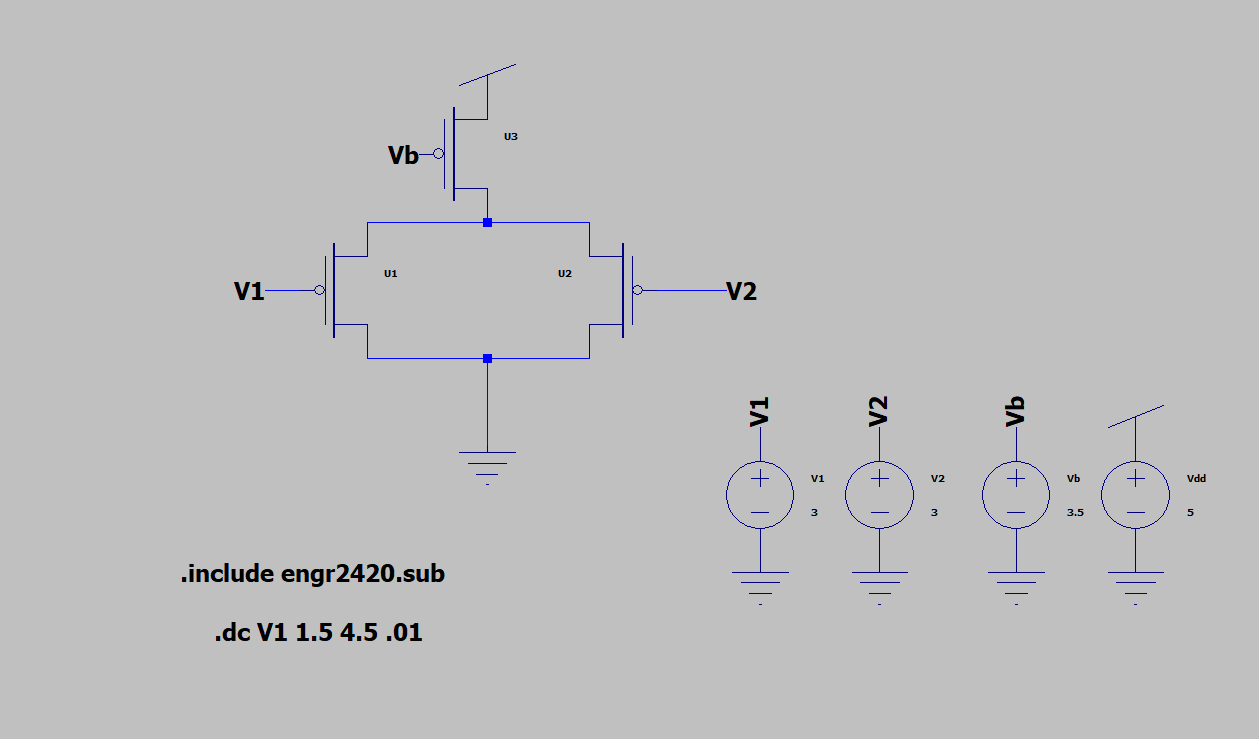 U3
Vb
U1
U2
V1
V2
V1
V2
Vb
V1
3
V2
3
Vb
3.5
Vdd
5
.include engr2420.sub
.dc V1 1.5 4.5 .01